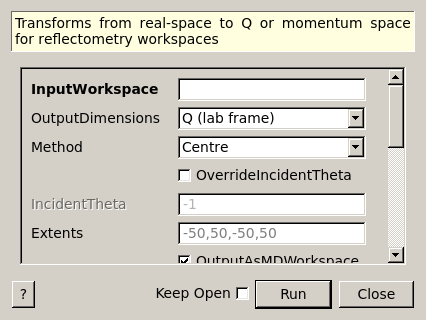 Transforms from real-space to Q or momentum space
for reflectometry workspaces
InputWorkspace
OutputDimensions Q (lab frame)
Method Centre
OverrideIncidentTheta
IncidentTheta -1
Extents -50,50,-50,50
OutputAsMDWorkspace
? Keep Open Run Close